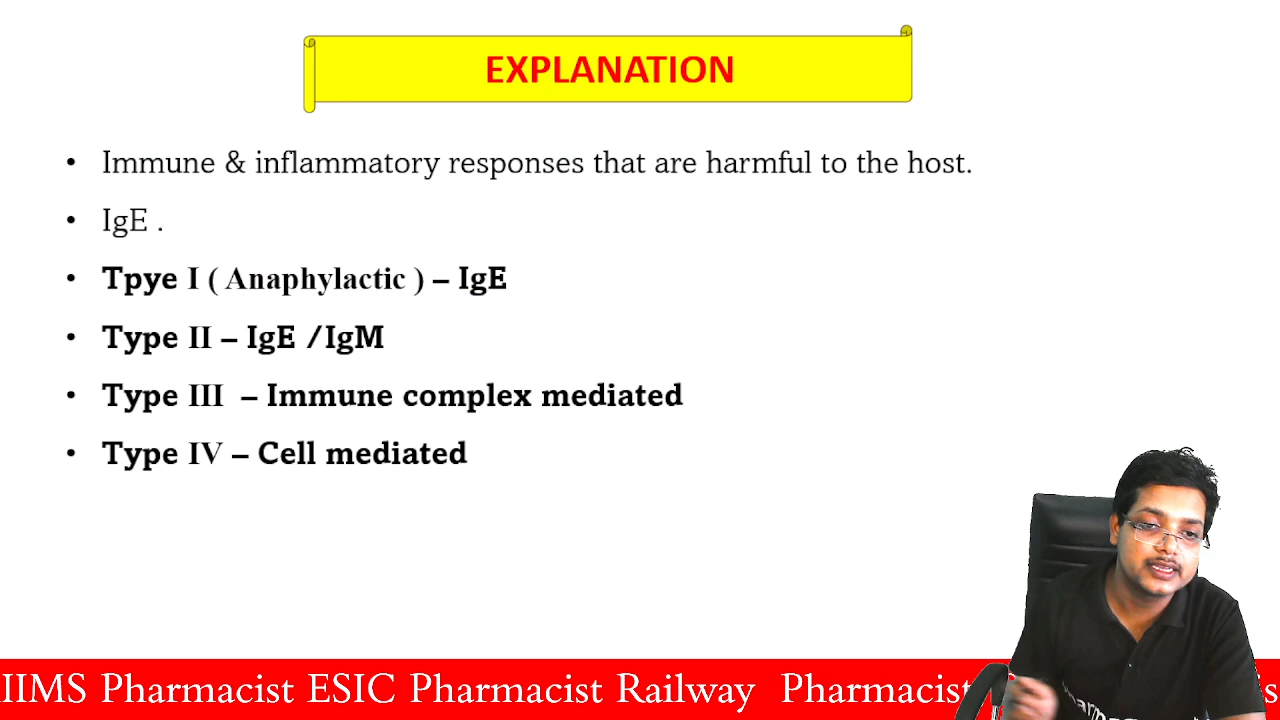 EXPLANATION
• Immune & inflammatory responses that are harmful to the host.
• IgE .
• Tpye I ( Anaphylactic ) – IgE
• Type II – IgE /IgM
• Type III – Immune complex mediated
• Type IV – Cell mediated
IIMS Pharmacist ESIC Pharmacist Railway Pharmacist